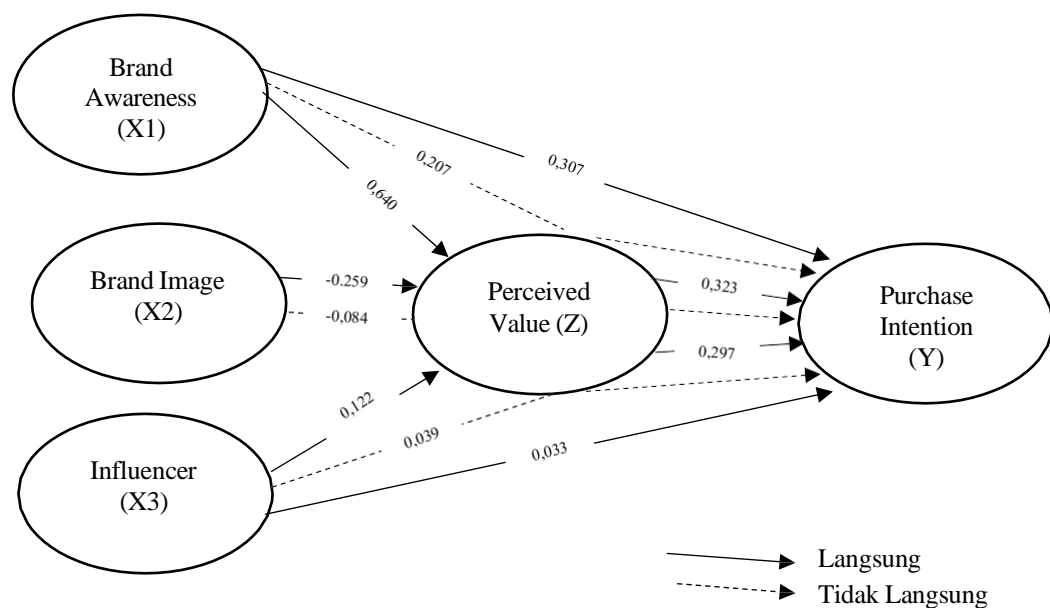 Brand
Awareness
(X1)
0,307
0,207
0,640
Brand Image
(X2)
-0.259
-0,084
Perceived
Value (Z)
0,323
0,297
Purchase
Intention
(Y)
Influencer
(X3)
0,122
0,039
0,033
Langsung
Tidak Langsung